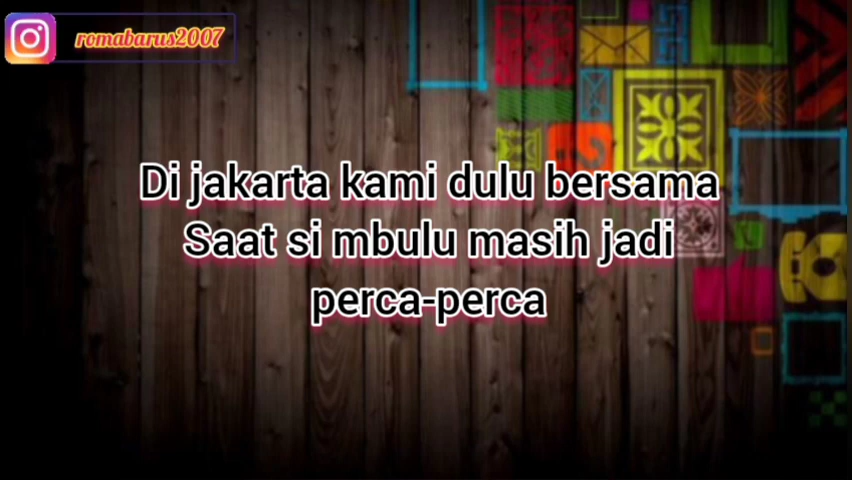 romabarus2007
Di jakarta kami dulu bersama
Saat si mbulu masih jadi
perca-perca